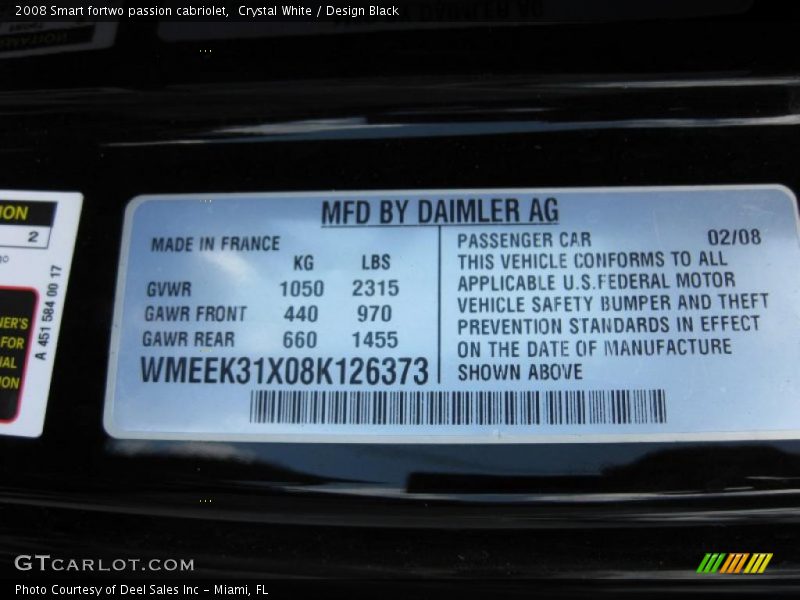 2008 Smart fortwo passion cabriolet,  Crystal White / Design Black
MFD BY DAIMLER AG
MADE IN FRANCE
KG LBS
GVWR 1050 2315
GAWR FRONT 440 970
GAWR REAR 660 1455
WMEEK31X08K126373
PASSENGER CAR 02/08
THIS VEHICLE CONFORMS TO ALL
APPLICABLE U.S.FEDERAL MOTOR
VEHICLE SAFETY BUMPER AND THEFT
PREVENTION STANDARDS IN EFFECT
ON THE DATE OF MANUFACTURE
SHOWN ABOVE
ION
2
NER'S
FOR
IAL
ION
A 451 584 00 17
GTCARLOT.COM
Photo Courtesy of Deel Sales Inc – Miami, FL